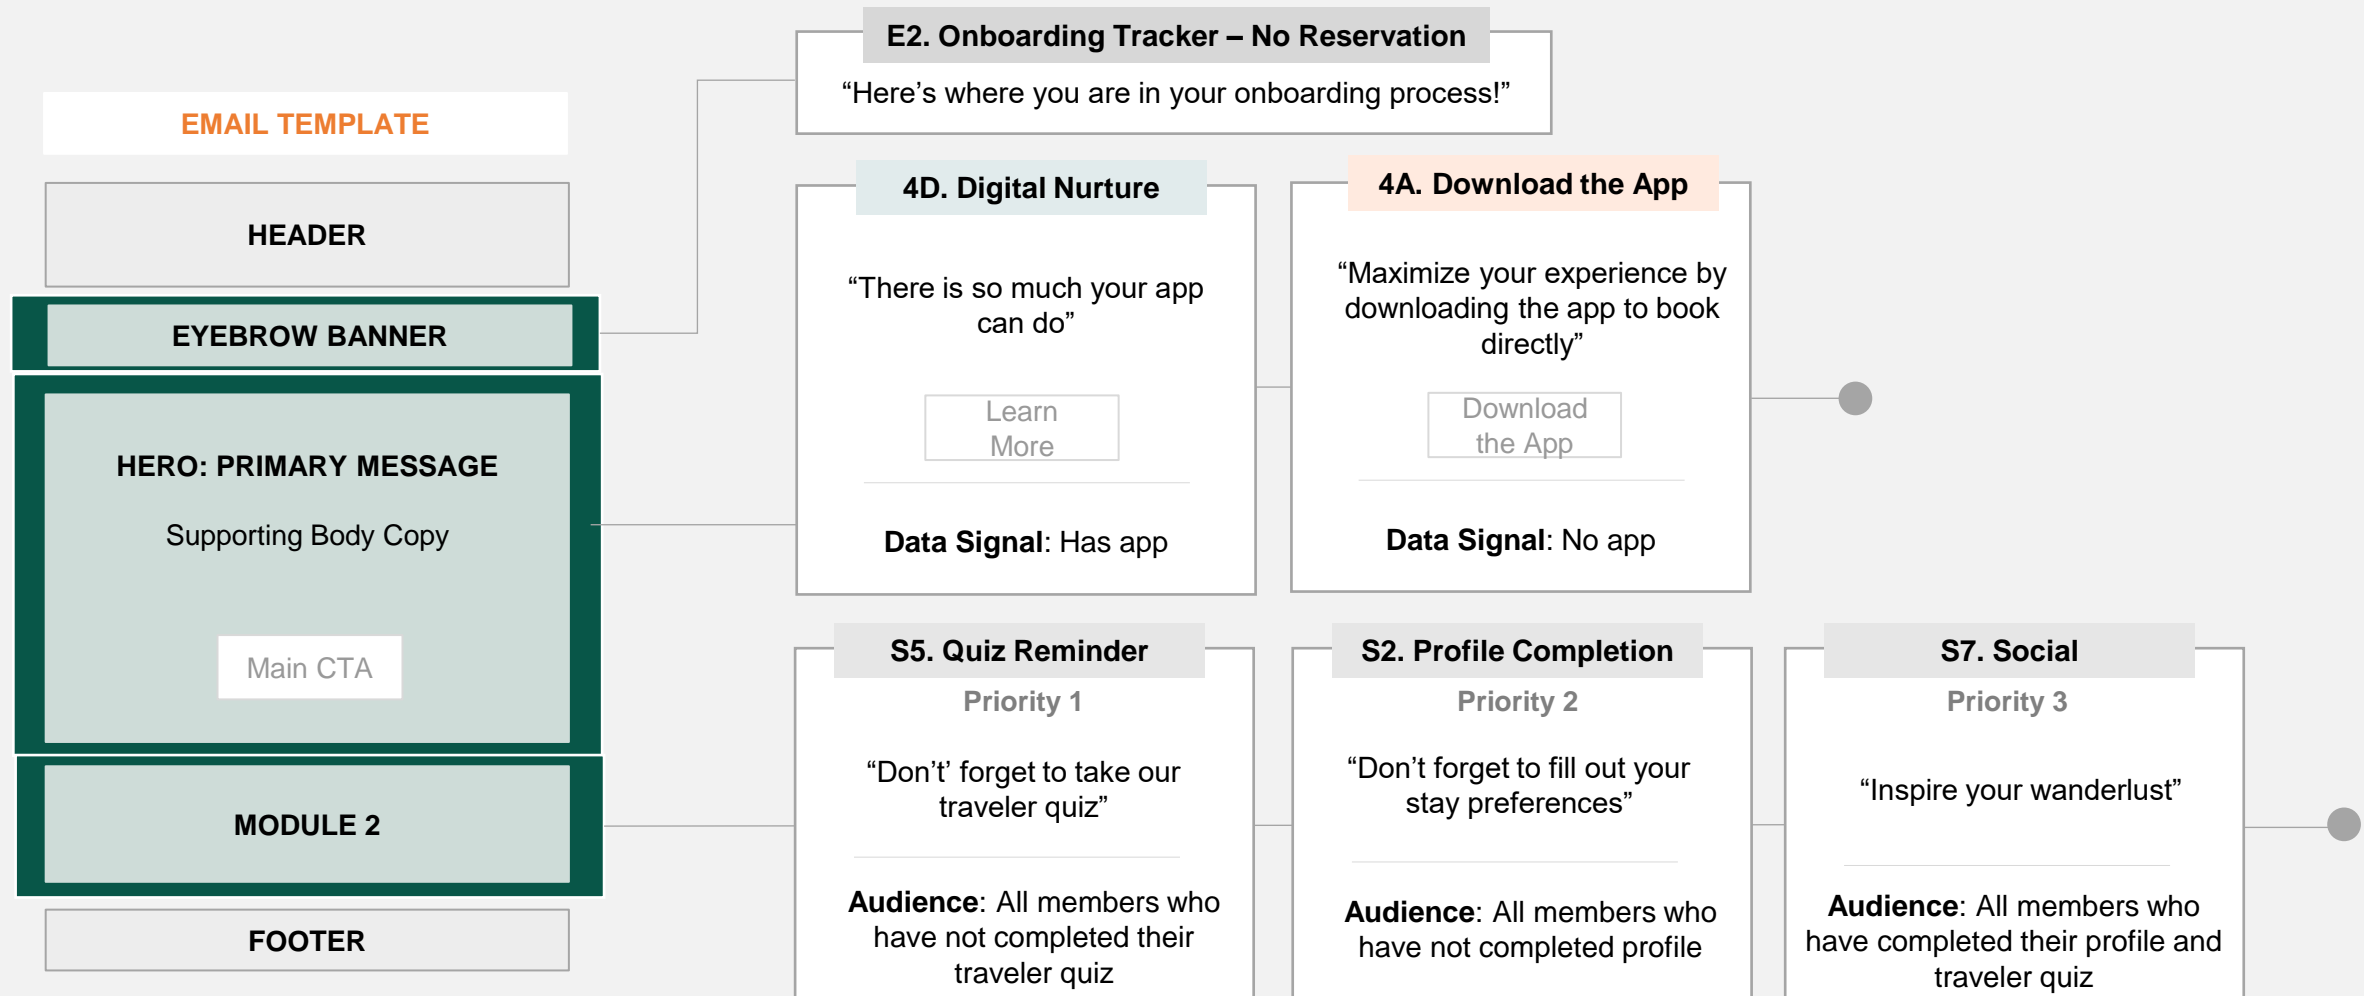 EMAIL TEMPLATE
HEADER
EYEBROW BANNER
HERO: PRIMARY MESSAGE
Supporting Body Copy
Main CTA
MODULE 2
FOOTER
E2. Onboarding Tracker – No Reservation
“Here’s where you are in your onboarding process!”
4D. Digital Nurture
“There is so much your app
can do”
Learn
More
Data Signal: Has app
4A. Download the App
“Maximize your experience by
downloading the app to book
directly”
Download
the App
Data Signal: No app
S5. Quiz Reminder
Priority 1
“Don’t’ forget to take our
traveler quiz”
Audience: All members who
have not completed their
traveler quiz
S2. Profile Completion
Priority 2
“Don’t forget to fill out your
stay preferences”
Audience: All members who
have not completed profile
S7. Social
Priority 3
“Inspire your wanderlust”
Audience: All members who
have completed their profile and
traveler quiz